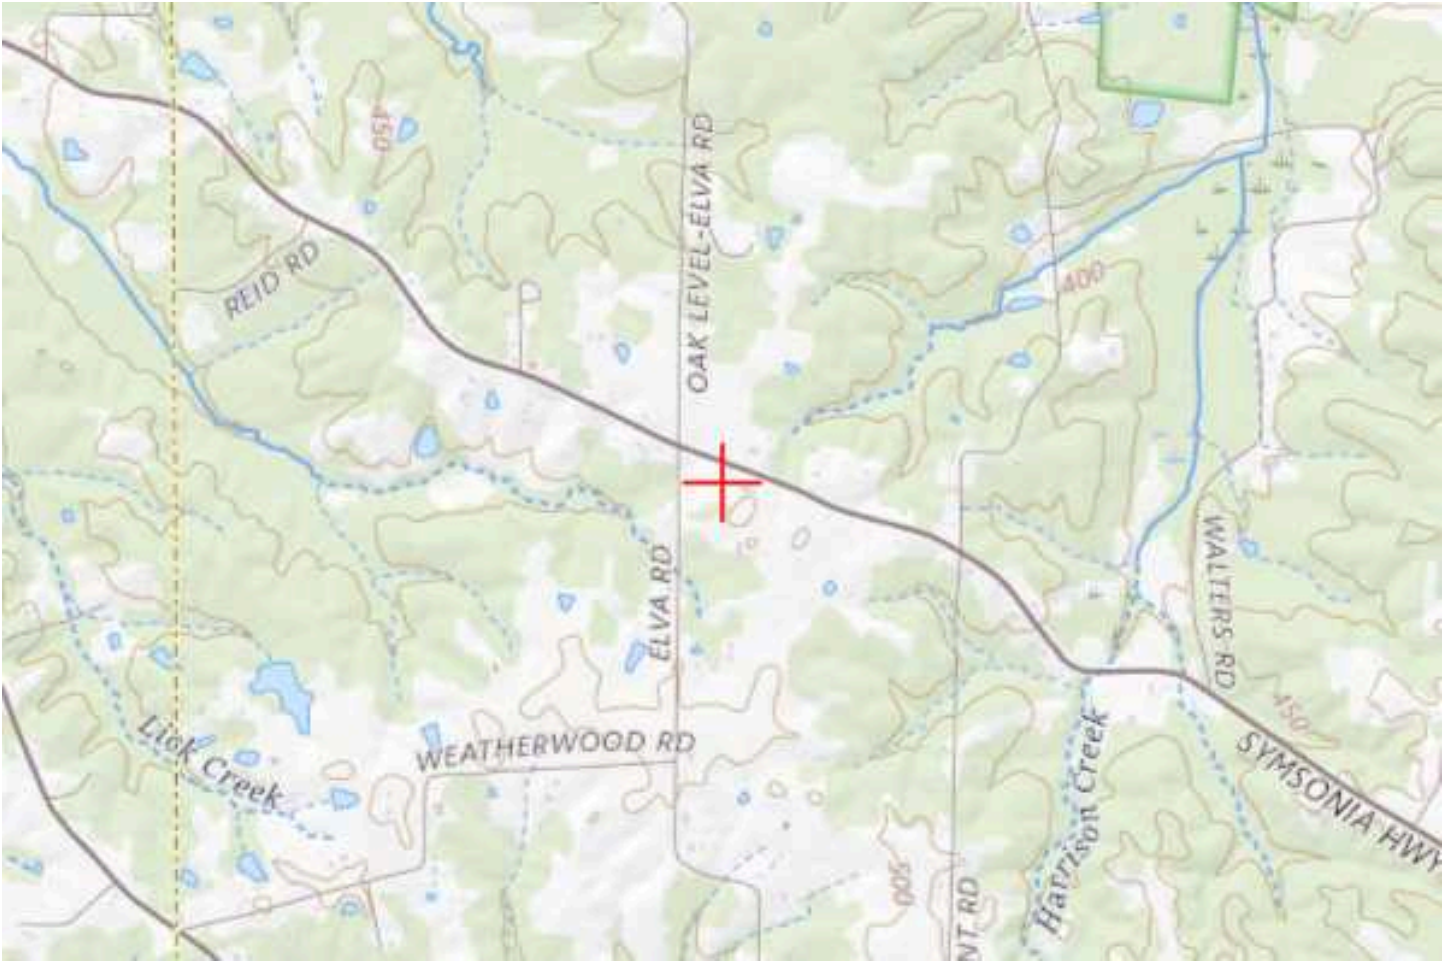 450
OAK LEVEL-ELVA RD
REID RD
400
ELVA RD
WALTERS RD
Lick Creek
WEATHERWOOD RD
450
SYMSONIA HWY
Harrison Creek
500
NT RD